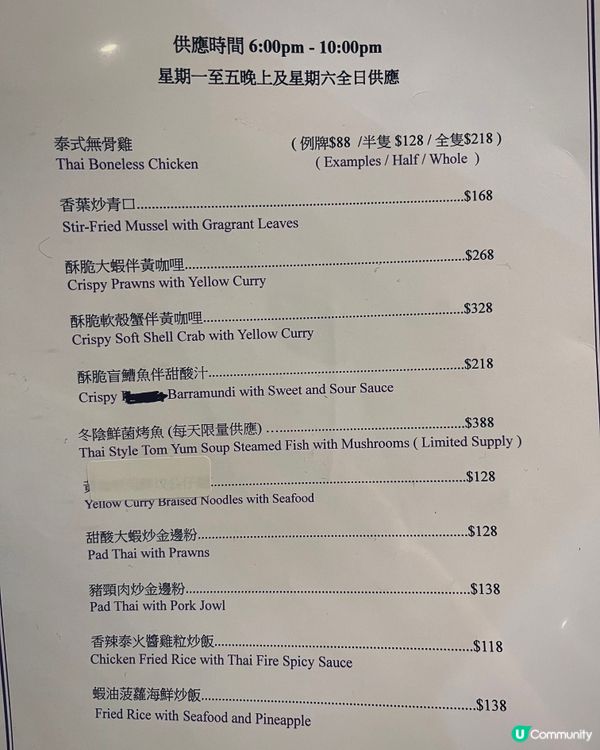 供應時間 6:00pm - 10:00pm
星期一至五晚上及星期六全日供應
泰式無骨雞 ( 例牌$88 /半隻 $128 / 全隻$218 )
Thai Boneless Chicken ( Examples / Half / Whole )
香葉炒青口 $168
Stir-Fried Mussel with Gragrant Leaves
酥脆大蝦伴黃咖哩 $268
Crispy Prawns with Yellow Curry
酥脆軟殼蟹伴黃咖哩 $328
Crispy Soft Shell Crab with Yellow Curry
酥脆盲鰽魚伴甜酸汁 $218
Crispy Barramundi with Sweet and Sour Sauce
冬陰鮮菌烤魚 (每天限量供應) $388
Thai Style Tom Yum Soup Steamed Fish with Mushrooms ( Limited Supply )
$128
Yellow Curry Braised Noodles with Seafood
甜酸大蝦炒金邊粉 $128
Pad Thai with Prawns
豬頸肉炒金邊粉 $138
Pad Thai with Pork Jowl
香辣泰火醬雞粒炒飯 $118
Chicken Fried Rice with Thai Fire Spicy Sauce
蝦油菠蘿海鮮炒飯 $138
Fried Rice with Seafood and Pineapple
U Community